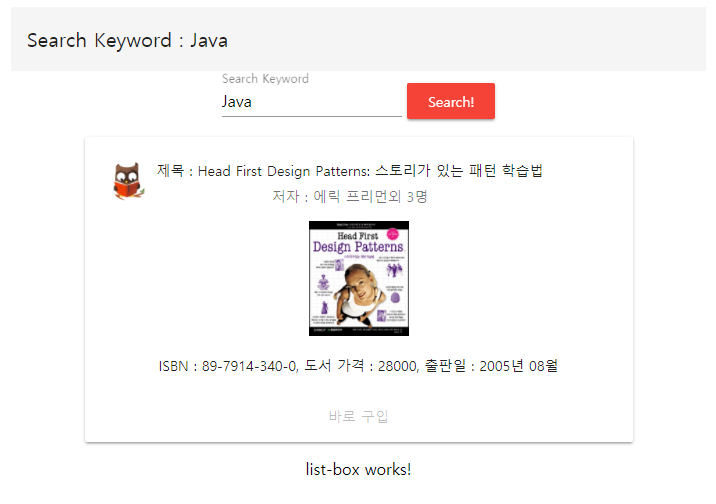 Search Keyword : Java
Search Keyword
Java
Search!
제목 : Head First Design Patterns: 스토리가 있는 패턴 학습법
저자 : 에릭 프리먼외 3명
Head First
Design Patterns
ISBN : 89-7914-340-0, 도서 가격 : 28000, 출판일 : 2005년 08월
바로 구입
list-box works!